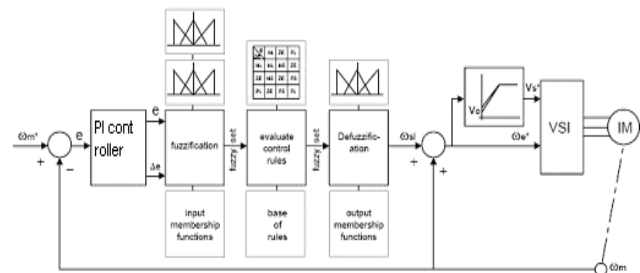 ωm*
+
−
e
PI cont
roller
e
Δe
fuzzification
input
membership
functions
fuzzy set
evaluate
control
rules
base
of
rules
fuzzy set
Defuzzific-
ation
output
membership
functions
ωsl
+
+
Vo
Vs*
ωe*
VSI
IM
ωm